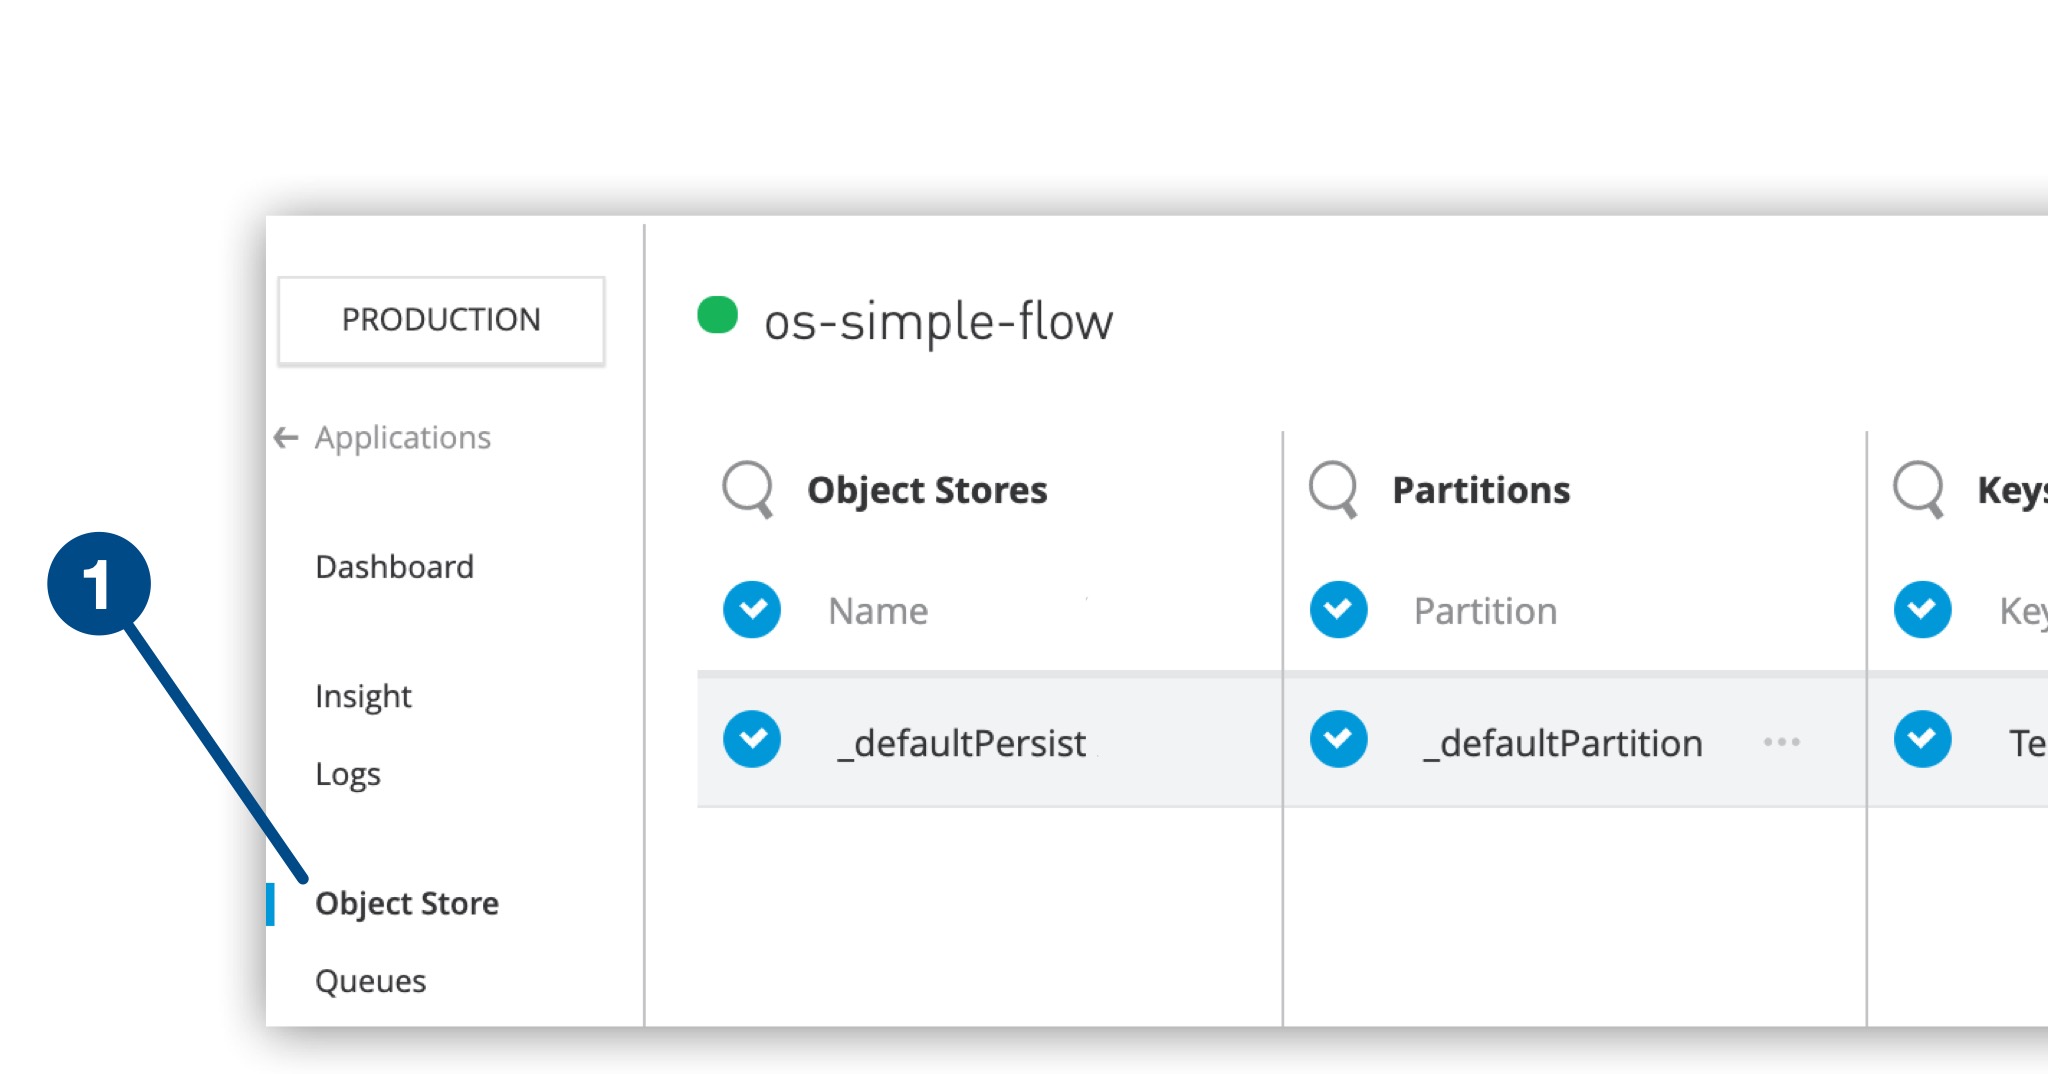 PRODUCTION
os-simple-flow
← Applications
Object Stores
Partitions
Keys
1
Dashboard
Name
Partition
Key
Insight
_defaultPersist
_defaultPartition
...
Te
Logs
Object Store
Queues